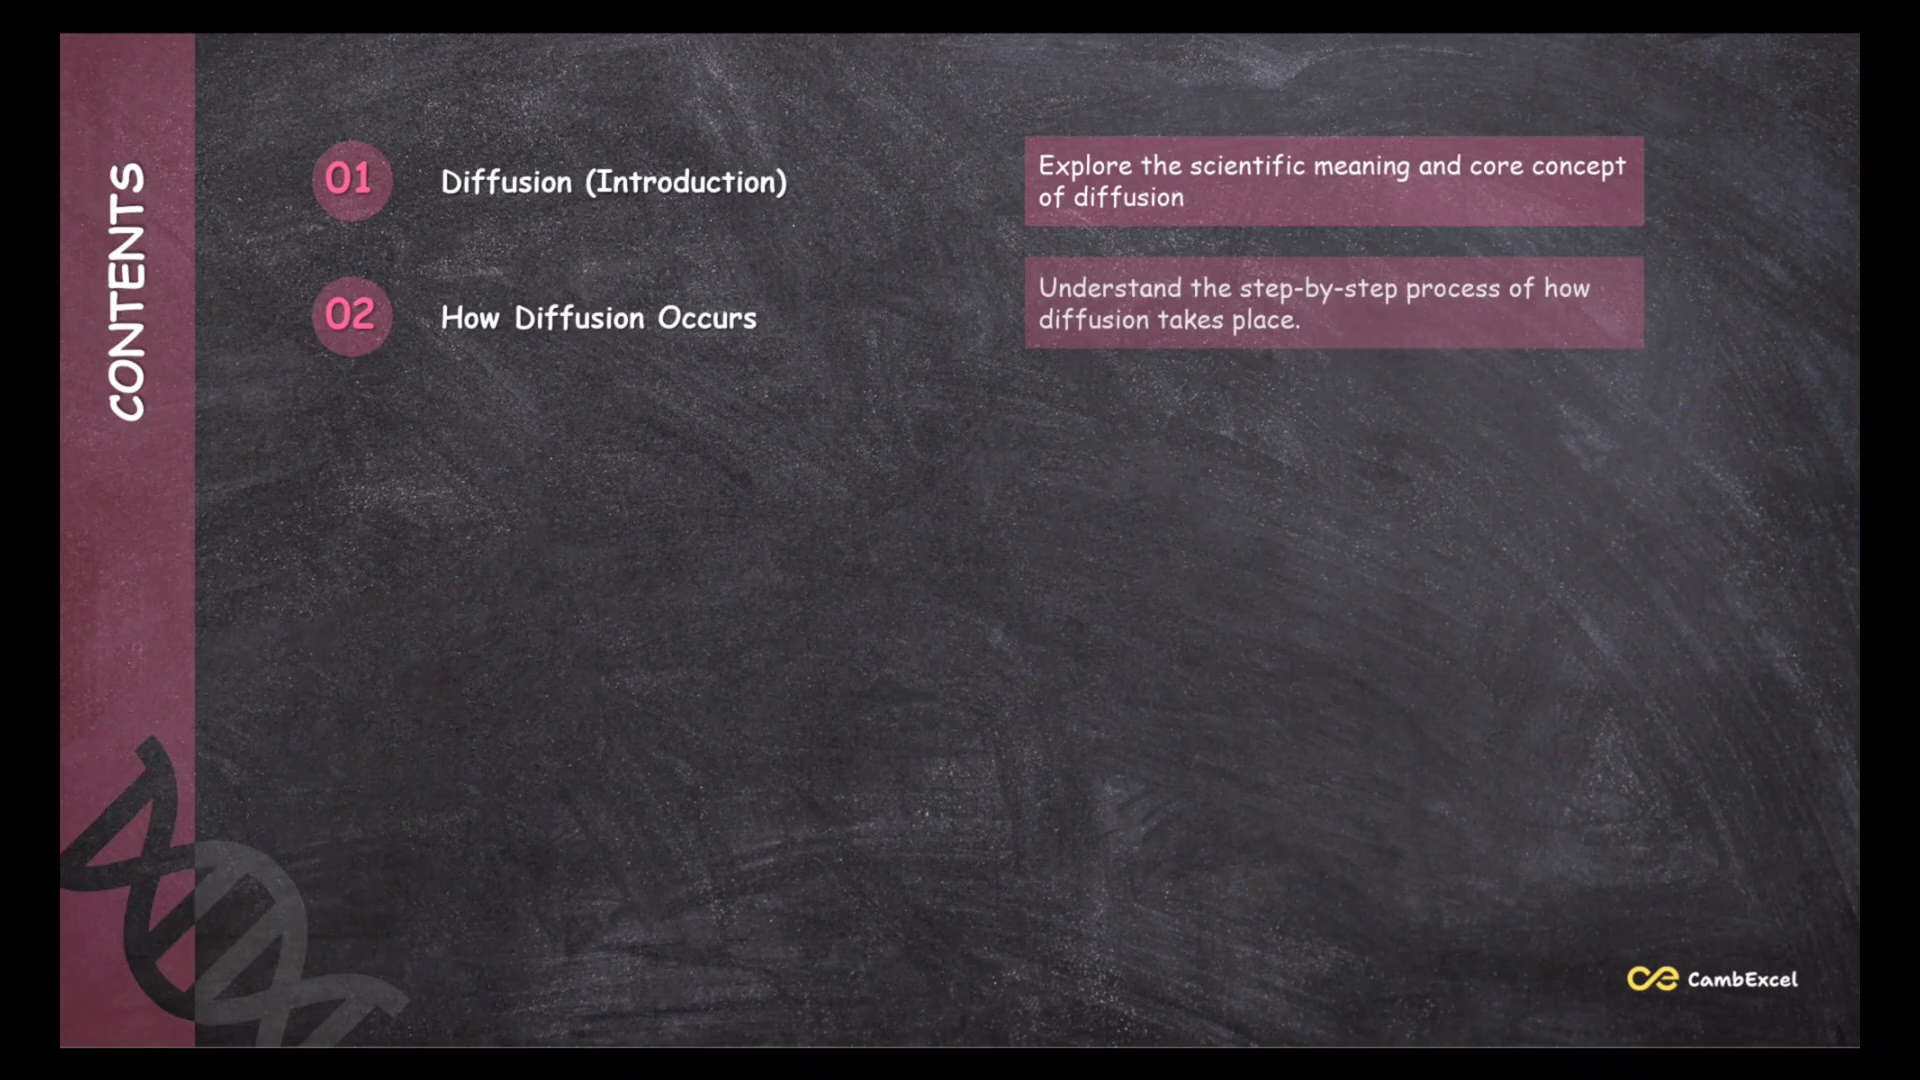 CONTENTS
01
Diffusion (Introduction)
Explore the scientific meaning and core concept
of diffusion
02
How Diffusion Occurs
Understand the step-by-step process of how
diffusion takes place.
CambExcel